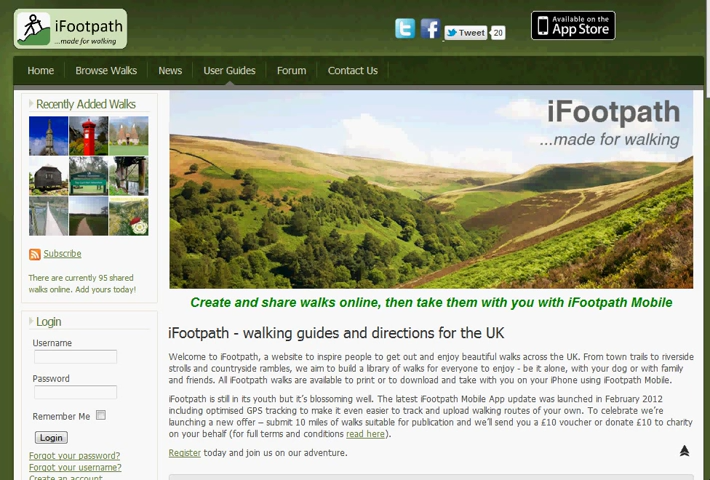 iFootpath
...made for walking
Tweet 20
Available on the
App Store
Home Browse Walks News User Guides Forum Contact Us
Recently Added Walks
Subscribe
There are currently 95 shared
walks online. Add yours today!
Login
Username
Password
Remember Me
Login
Forgot your password?
Forgot your username?
Create an account
iFootpath
...made for walking
Create and share walks online, then take them with you with iFootpath Mobile
iFootpath - walking guides and directions for the UK
Welcome to iFootpath, a website to inspire people to get out and enjoy beautiful walks across the UK. From town trails to riverside
strolls and countryside rambles, we aim to build a library of walks for everyone to enjoy - be it alone, with your dog or with family
and friends. All iFootpath walks are available to print or to download and take with you on your iPhone using iFootpath Mobile.
iFootpath is still in its youth but it's blossoming well. The latest iFootpath Mobile App update was launched in February 2012
including optimised GPS tracking to make it even easier to track and upload walking routes of your own. To celebrate we're
launching a new offer – submit 10 miles of walks suitable for publication and we'll send you a £10 voucher or donate £10 to charity
on your behalf (for full terms and conditions read here).
Register today and join us on our adventure.